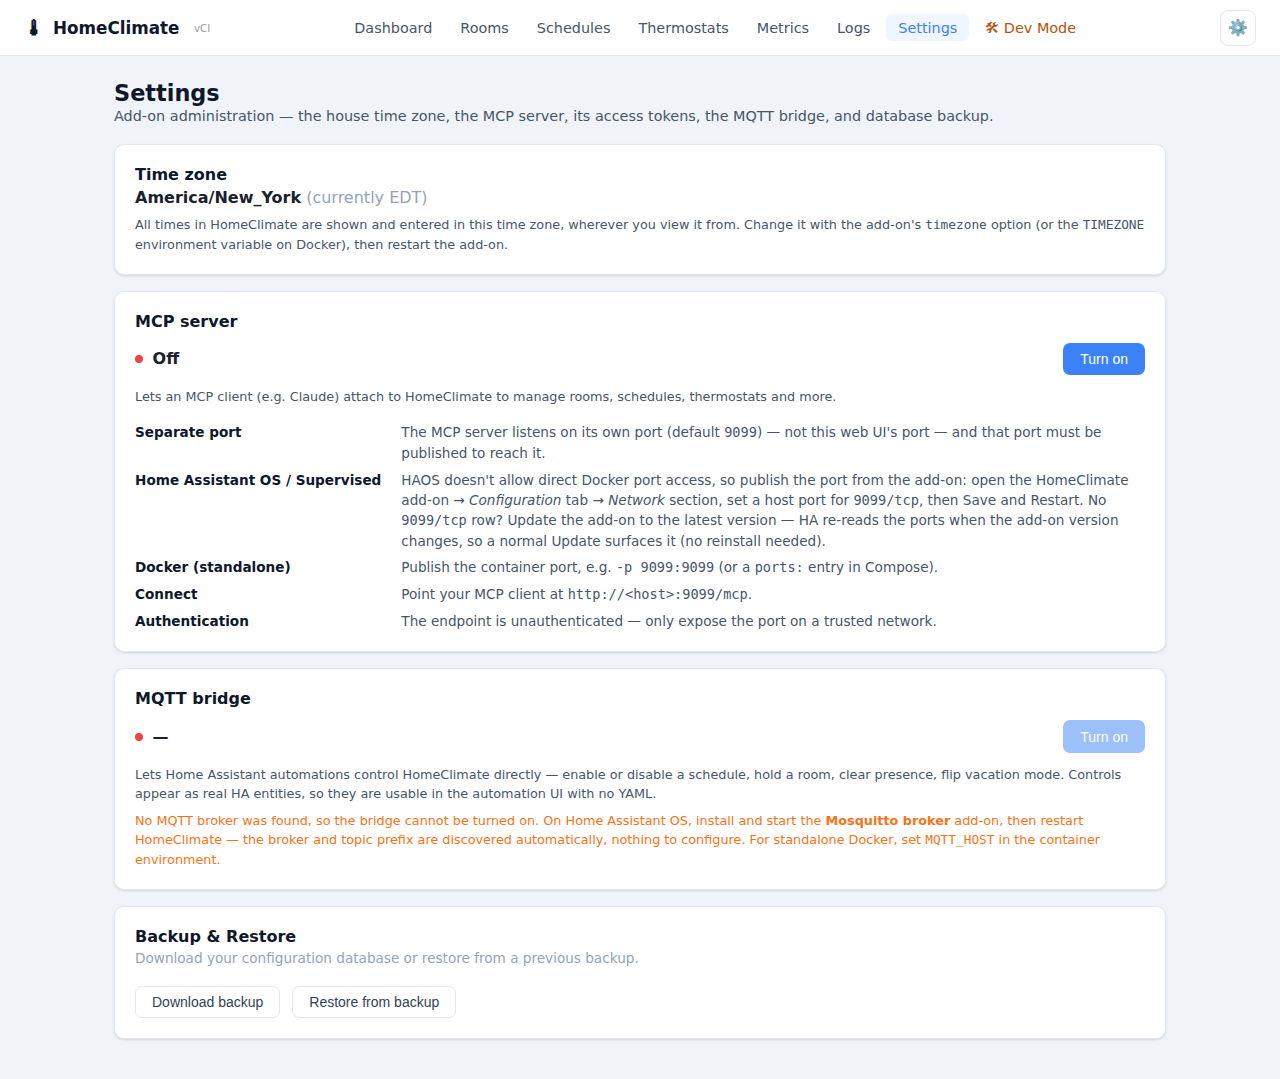 HomeClimate vCI Dashboard Rooms Schedules Thermostats Metrics Logs Settings 🛠 Dev Mode
Settings
Add-on administration — the house time zone, the MCP server, its access tokens, the MQTT bridge, and database backup.
Time zone
America/New_York (currently EDT)
All times in HomeClimate are shown and entered in this time zone, wherever you view it from. Change it with the add-on's timezone option (or the TIMEZONE
environment variable on Docker), then restart the add-on.
MCP server
Off
Turn on
Lets an MCP client (e.g. Claude) attach to HomeClimate to manage rooms, schedules, thermostats and more.
Separate port
The MCP server listens on its own port (default 9099) — not this web UI's port — and that port must be
published to reach it.
Home Assistant OS / Supervised
HAOS doesn't allow direct Docker port access, so publish the port from the add-on: open the HomeClimate
add-on → Configuration tab → Network section, set a host port for 9099/tcp, then Save and Restart. No
9099/tcp row? Update the add-on to the latest version — HA re-reads the ports when the add-on version
changes, so a normal Update surfaces it (no reinstall needed).
Docker (standalone)
Publish the container port, e.g. -p 9099:9099 (or a ports: entry in Compose).
Connect
Point your MCP client at http://<host>:9099/mcp.
Authentication
The endpoint is unauthenticated — only expose the port on a trusted network.
MQTT bridge
—
Turn on
Lets Home Assistant automations control HomeClimate directly — enable or disable a schedule, hold a room, clear presence, flip vacation mode. Controls
appear as real HA entities, so they are usable in the automation UI with no YAML.
No MQTT broker was found, so the bridge cannot be turned on. On Home Assistant OS, install and start the Mosquitto broker add-on, then restart
HomeClimate — the broker and topic prefix are discovered automatically, nothing to configure. For standalone Docker, set MQTT_HOST in the container
environment.
Backup & Restore
Download your configuration database or restore from a previous backup.
Download backup
Restore from backup